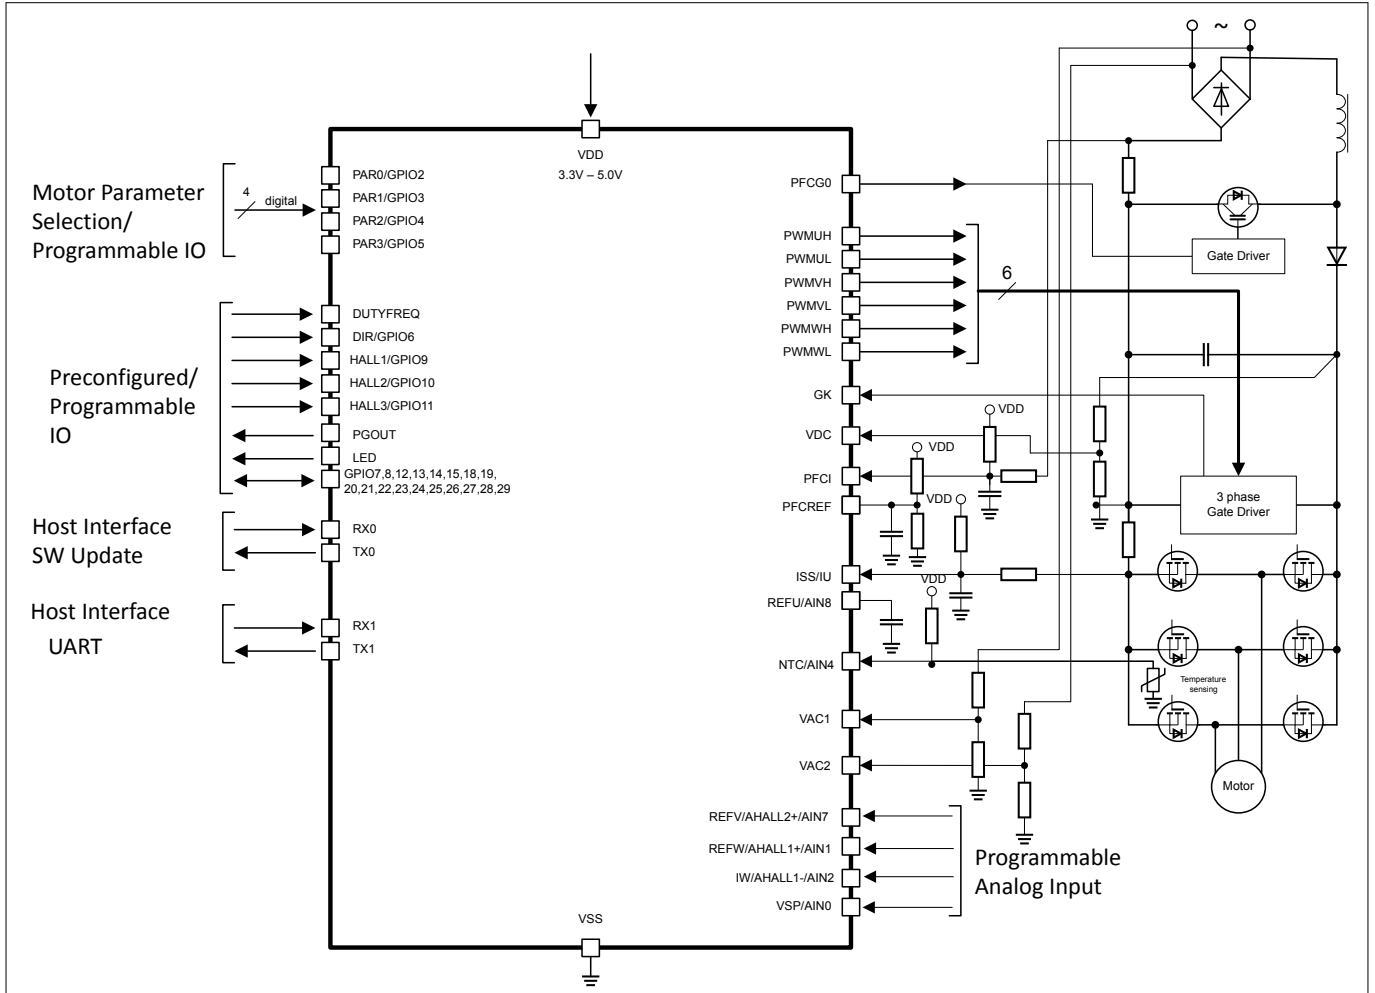 ~
VDD
3.3V – 5.0V
Motor Parameter
Selection/
Programmable IO
4
digital
PAR0/GPIO2
PAR1/GPIO3
PAR2/GPIO4
PAR3/GPIO5
Preconfigured/
Programmable
IO
DUTYFREQ
DIR/GPIO6
HALL1/GPIO9
HALL2/GPIO10
HALL3/GPIO11
PGOUT
LED
GPIO7,8,12,13,14,15,18,19,
20,21,22,23,24,25,26,27,28,29
Host Interface
SW Update
RX0
TX0
Host Interface
UART
RX1
TX1
VSS
PFCG0
PWMUH
PWMUL
PWMVH
PWMVL
PWMWH
PWMWL
6
GK
VDC
PFCI
PFCREF
ISS/IU
REFU/AIN8
NTC/AIN4
VAC1
VAC2
REFV/AHALL2+/AIN7
REFW/AHALL1+/AIN1
IW/AHALL1-/AIN2
VSP/AIN0
Programmable
Analog Input
VDD
VDD
VDD
VDD
Gate Driver
3 phase
Gate Driver
Temperature
sensing
Motor